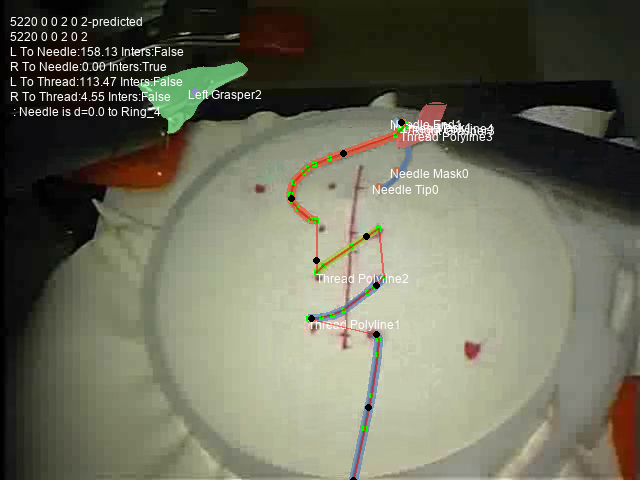 5220 0 0 2 0 2-predicted
5220 0 0 2 0 2
L To Needle:158.13 Inters:False
R To Needle:0.00 Inters:True
L To Thread:113.47 Inters:False
R To Thread:4.55 Inters:False
: Needle is d=0.0 to Ring_4
Left Grasper2
Needle End1
Thread Polyline3
Needle Mask0
Needle Tip0
Thread Polyline2
Thread Polyline1